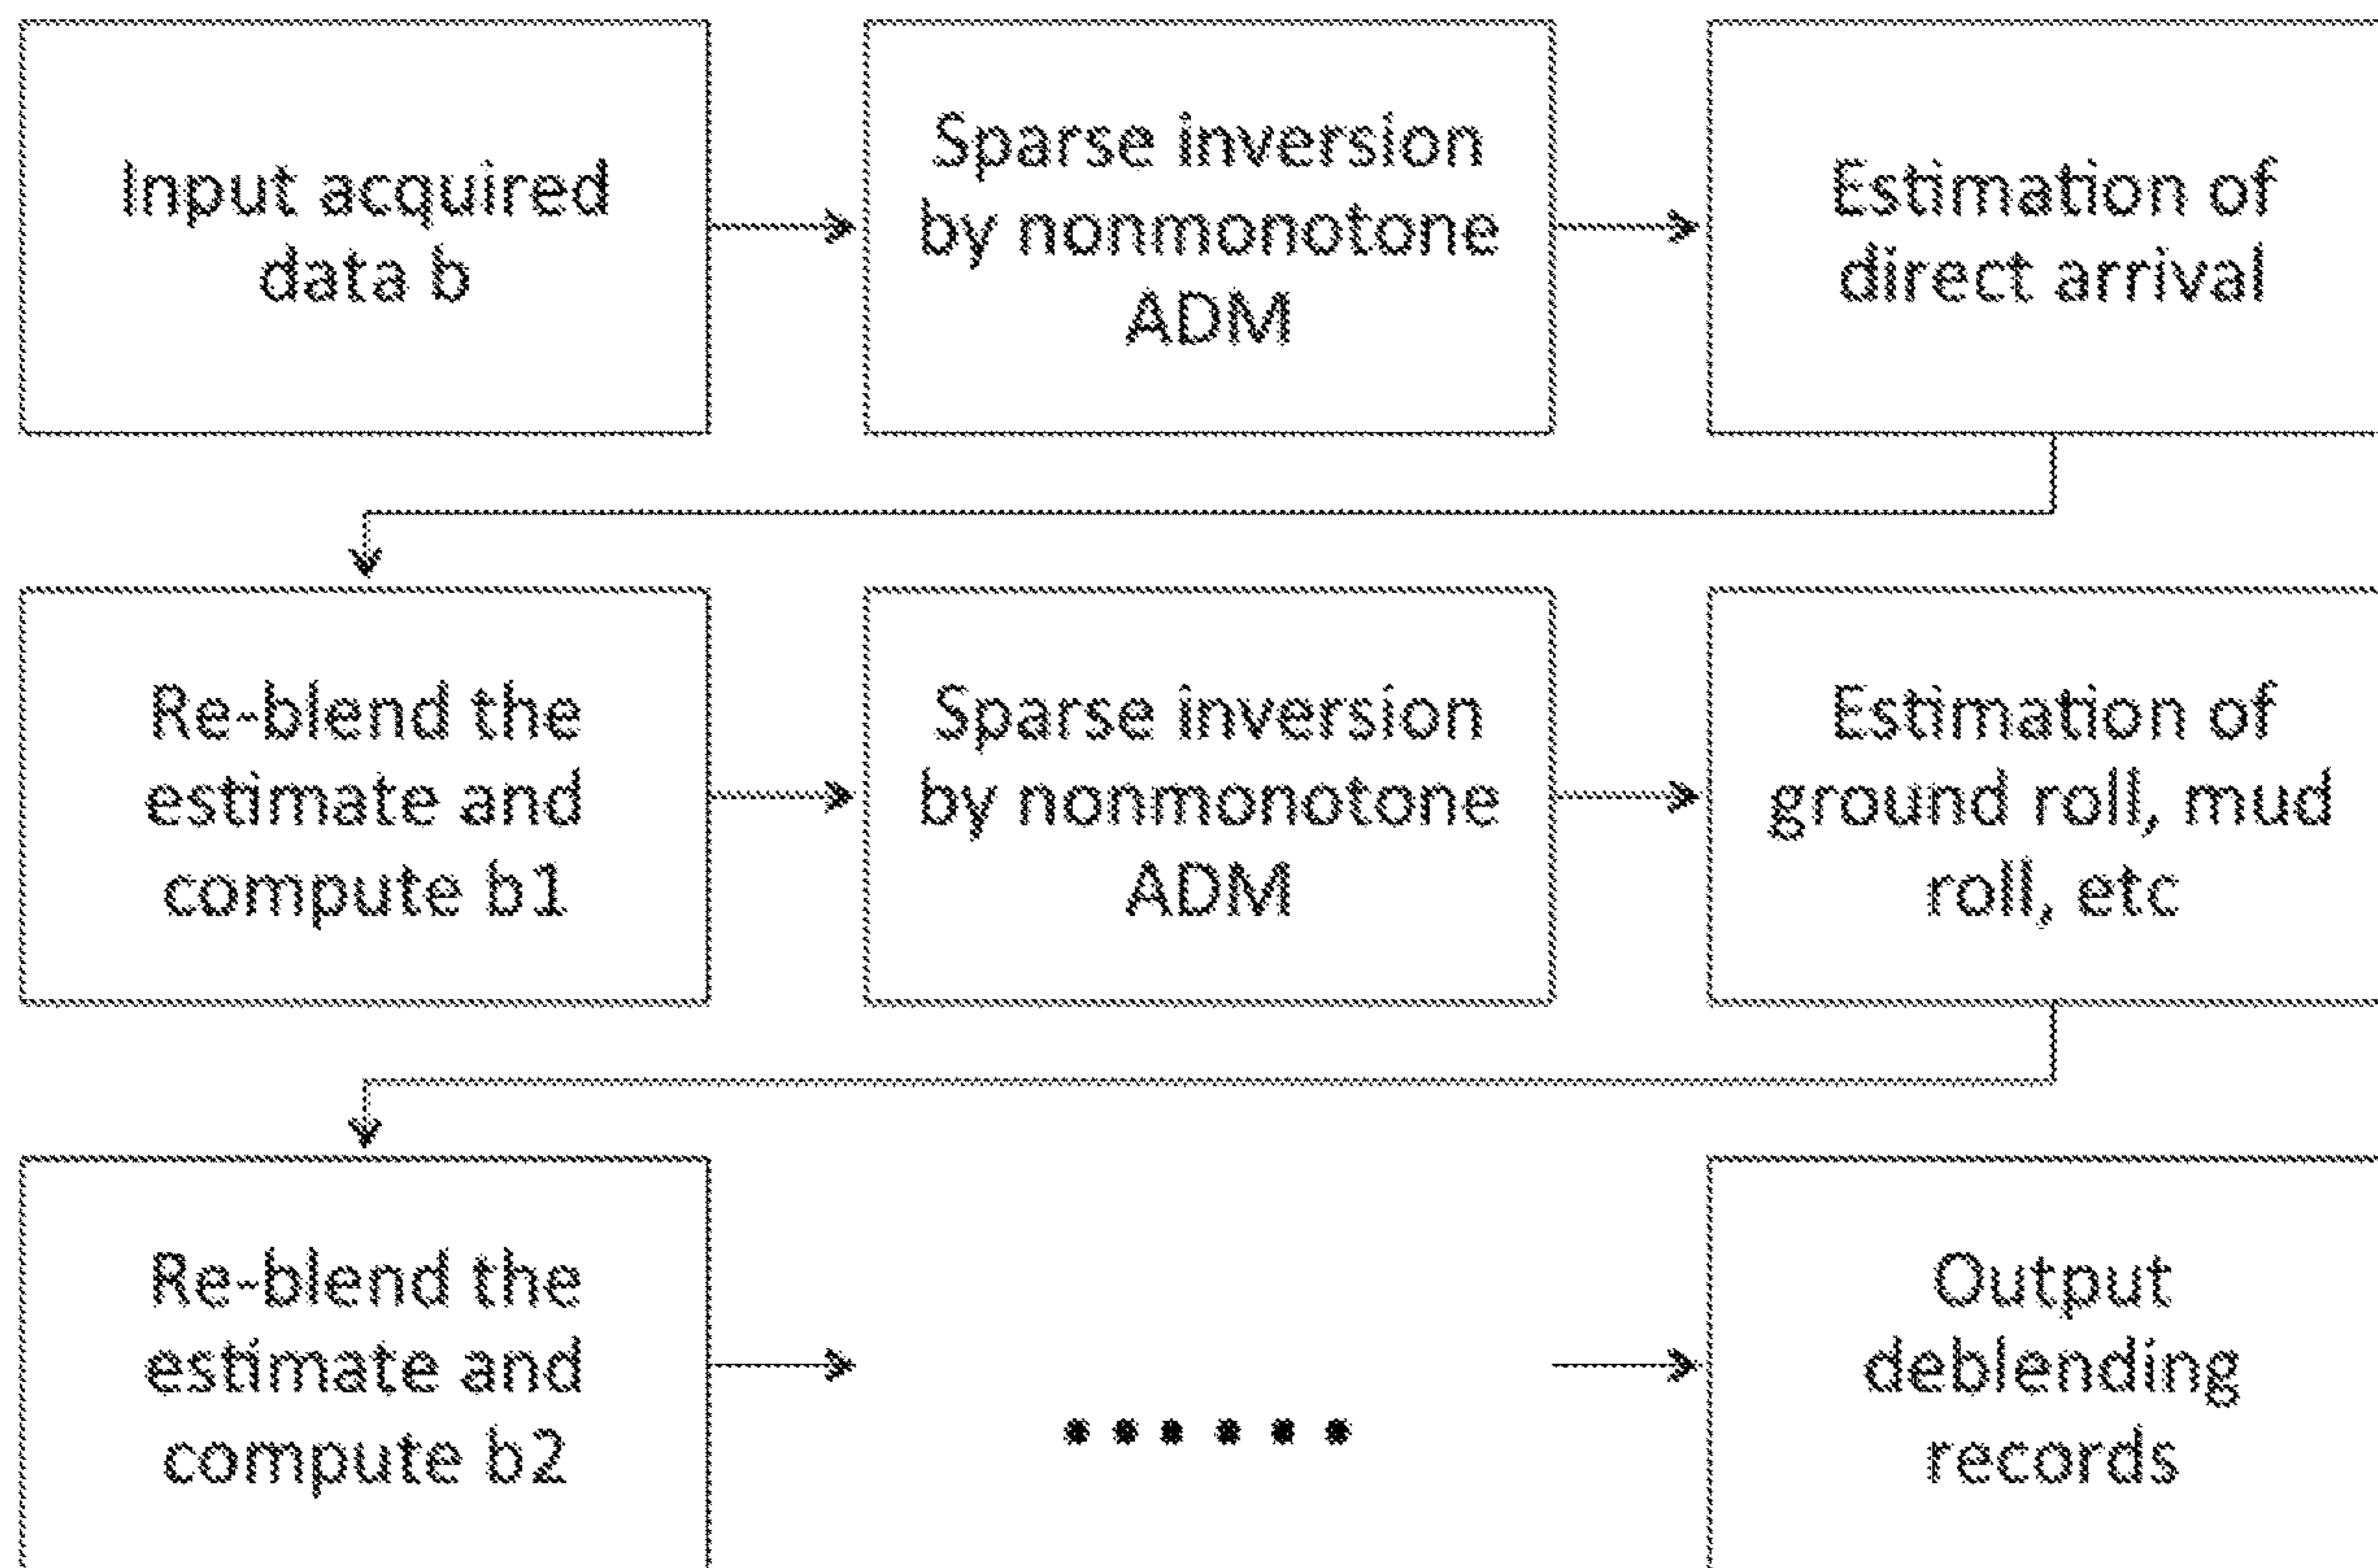 Input acquired
data b
Sparse inversion
by nonmonotone
ADM
Estimation of
direct arrival
Re-blend the
estimate and
compute b1
Sparse inversion
by nonmonotone
ADM
Estimation of
ground roll, mud
roll, etc
Re-blend the
estimate and
compute b2
......
Output
deblending
records